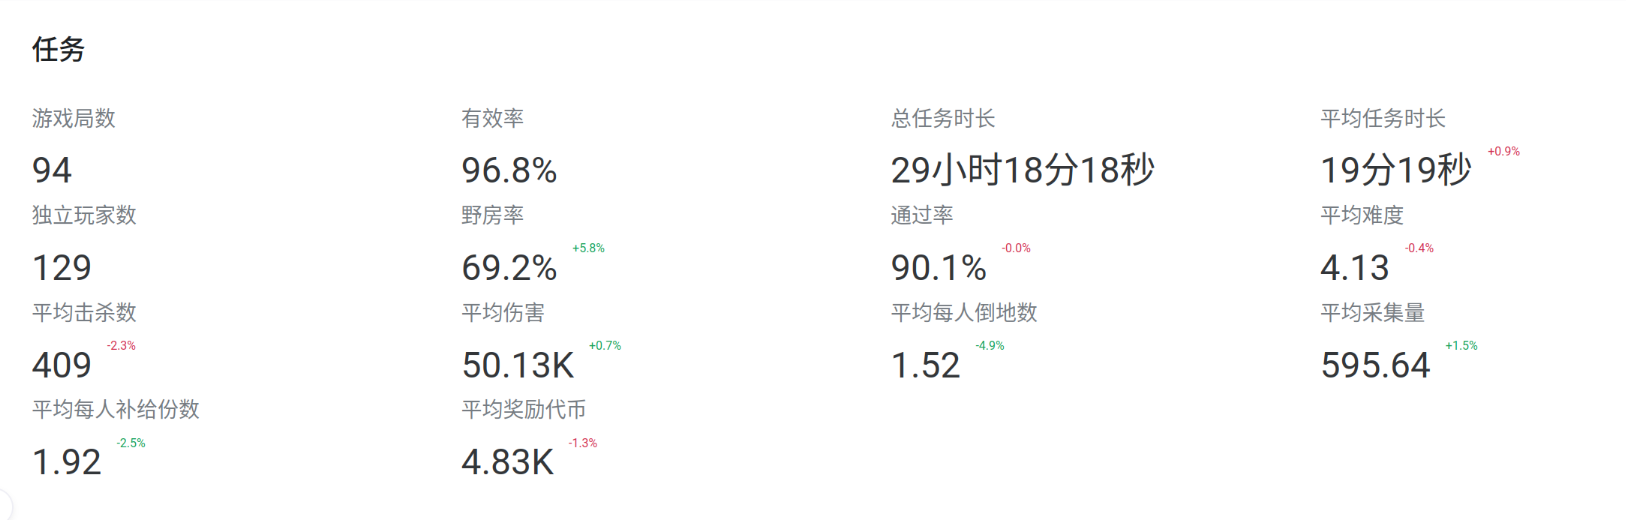 任务
游戏局数 有效率 总任务时长 平均任务时长
94 96.8% 29小时18分18秒 19分19秒 +0.9%
独立玩家数 野房率 通过率 平均难度
129 69.2% +5.8% 90.1% -0.0% 4.13 -0.4%
平均击杀数 平均伤害 平均每人倒地数 平均采集量
409 -2.3% 50.13K +0.7% 1.52 -4.9% 595.64 +1.5%
平均每人补给份数 平均奖励代币
1.92 -2.5% 4.83K -1.3%